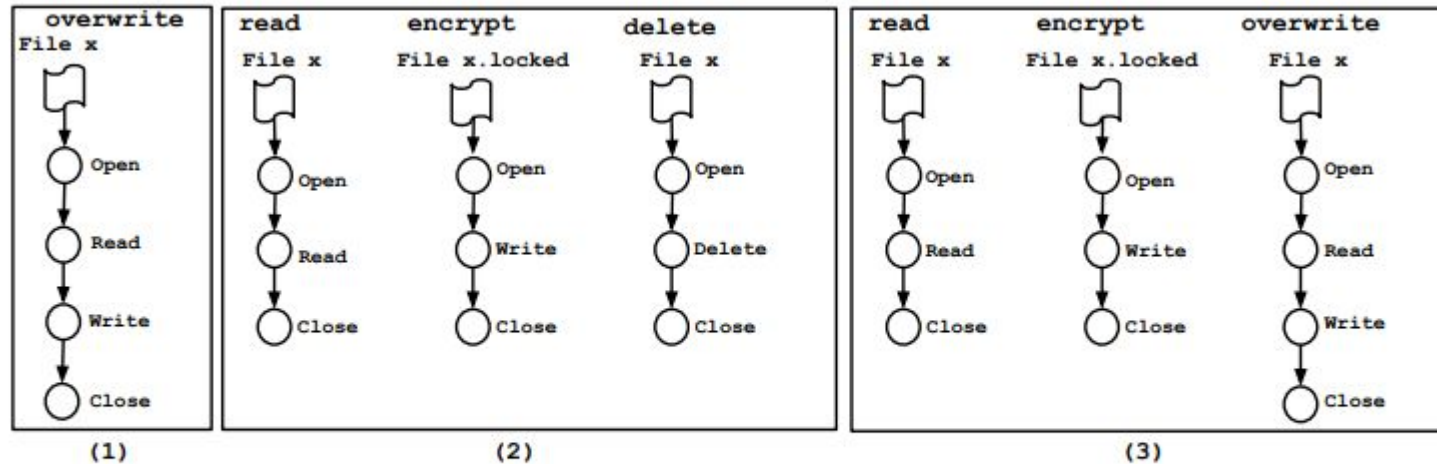 overwrite
File x
Open
Read
Write
Close
(1)
read encrypt delete
File x File x.locked File x
Open Open Open
Read Write Delete
Close Close Close
(2)
read encrypt overwrite
File x File x.locked File x
Open Open Open
Read Write Read
Close Close Write
Close
(3)